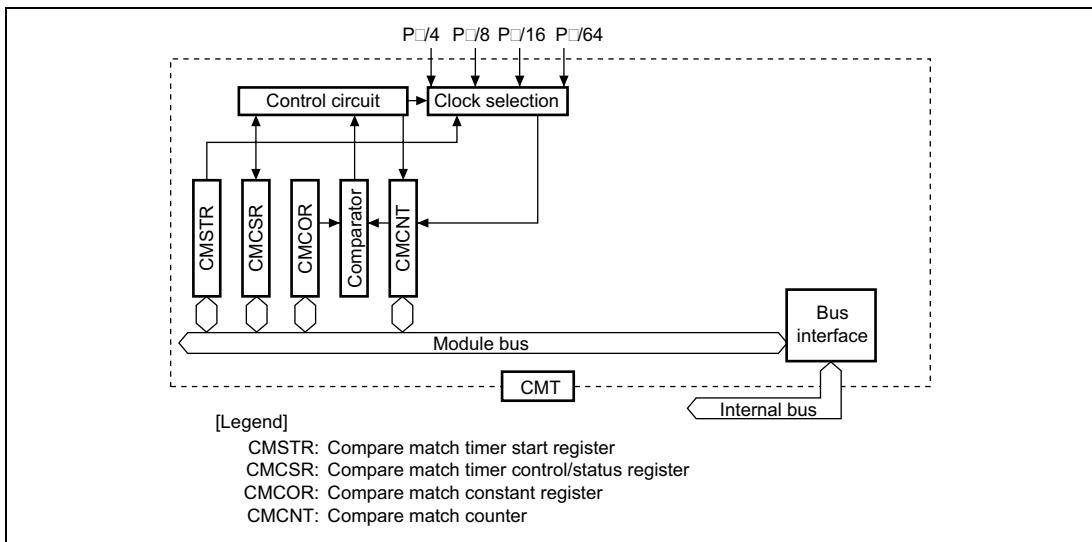 P□/4 P□/8 P□/16 P□/64
Control circuit
Clock selection
CMSTR
CMCSR
CMCOR
Comparator
CMCNT
Module bus
Bus
interface
CMT
Internal bus
[Legend]
CMSTR: Compare match timer start register
CMCSR: Compare match timer control/status register
CMCOR: Compare match constant register
CMCNT: Compare match counter